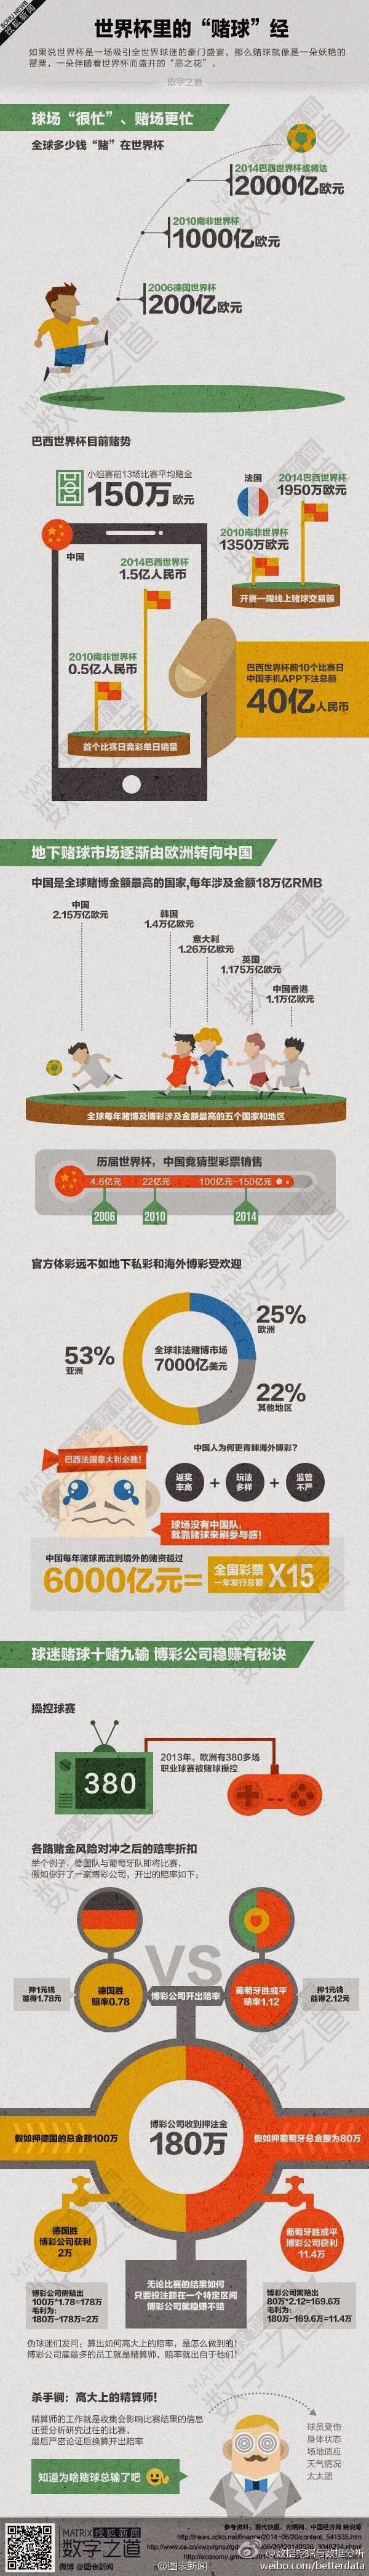 搜狐新闻
世界杯里的“赌球”经
如果说世界杯是一场吸引全世界球迷的豪门盛宴，那么赌球就像是一朵妖艳的
罂粟，一朵伴随着世界杯而盛开的“恶之花”。
数字之道
球场“很忙”、赌场更忙
全球多少钱“赌”在世界杯
2014巴西世界杯或将达
2000亿欧元
2010南非世界杯
1000亿欧元
2006德国世界杯
200亿欧元
巴西世界杯目前赌势
小组赛前13场比赛平均赌金
150万欧元
法国
2014巴西世界杯
1950万欧元
2010南非世界杯
1350万欧元
开赛一周线上赌球交易额
中国
2014巴西世界杯
1.5亿人民币
2010南非世界杯
0.5亿人民币
首个比赛日竞彩单日销量
巴西世界杯前10个比赛日
中国手机APP下注总额
40亿人民币
地下赌球市场逐渐由欧洲转向中国
中国是全球赌博金额最高的国家,每年涉及金额18万亿RMB
中国
2.15万亿欧元
韩国
1.4万亿欧元
意大利
1.26万亿欧元
英国
1.175万亿欧元
中国香港
1.1万亿欧元
全球每年赌博及博彩涉及金额最高的五个国家和地区
历届世界杯，中国竞猜型彩票销售
4.6亿元 22亿元 100亿元~150亿元
2006 2010 2014
官方体彩远不如地下私彩和海外博彩受欢迎
53%
亚洲
全球非法赌博市场
7000亿美元
25%
欧洲
22%
其他地区
巴西法国意大利必胜！
中国人为何更青睐海外博彩？
返奖率高 + 玩法多样 + 监管不严
球场没有中国队，
就靠赌球来刷参与感！
中国每年赌球而流到境外的赌资超过
6000亿元=全国彩票一年发行总额X15
球迷赌球十赌九输 博彩公司稳赚有秘诀
操控球赛
380
2013年，欧洲有380多场
职业球赛被赌球操控
各路赌金风险对冲之后的赔率折扣
举个例子，德国队与葡萄牙队即将比赛，
假如你开了一家博彩公司，开出的赔率如下：
VS
押1元钱
能得1.78元
德国胜
赔率0.78
博彩公司开出赔率
葡萄牙胜或平
赔率1.12
押1元钱
能得2.12元
假如押德国的总金额100万
博彩公司收到押注金
180万
假如押葡萄牙总金额为80万
德国胜
博彩公司获利
2万
葡萄牙胜或平
博彩公司获利
11.4万
博彩公司需赔出
100万*1.78=178万
毛利为：
180万-178万=2万
无论比赛的结果如何
只要投注额在一个特定区间
博彩公司就稳赚不赔
博彩公司需赔出
80万*2.12=169.6万
毛利为：
180万-169.6万=11.4万
伪球迷们发问：算出如何高大上的赔率，是怎么做到的！
博彩公司雇最多的员工就是精算师，赔率就出自于他们！
杀手锏：高大上的精算师！
精算师的工作就是收集会影响比赛结果的信息
还要分析研究过往的比赛，
最后严密论证后换算开出赔率
球员受伤
身体状态
场地适应
天气情况
太太团
知道为啥赌球总输了吧
MATRIX 搜狐新闻
数字之道
微博 @图表新闻
@图表新闻
@数据挖掘与数据分析
weibo.com/betterdata